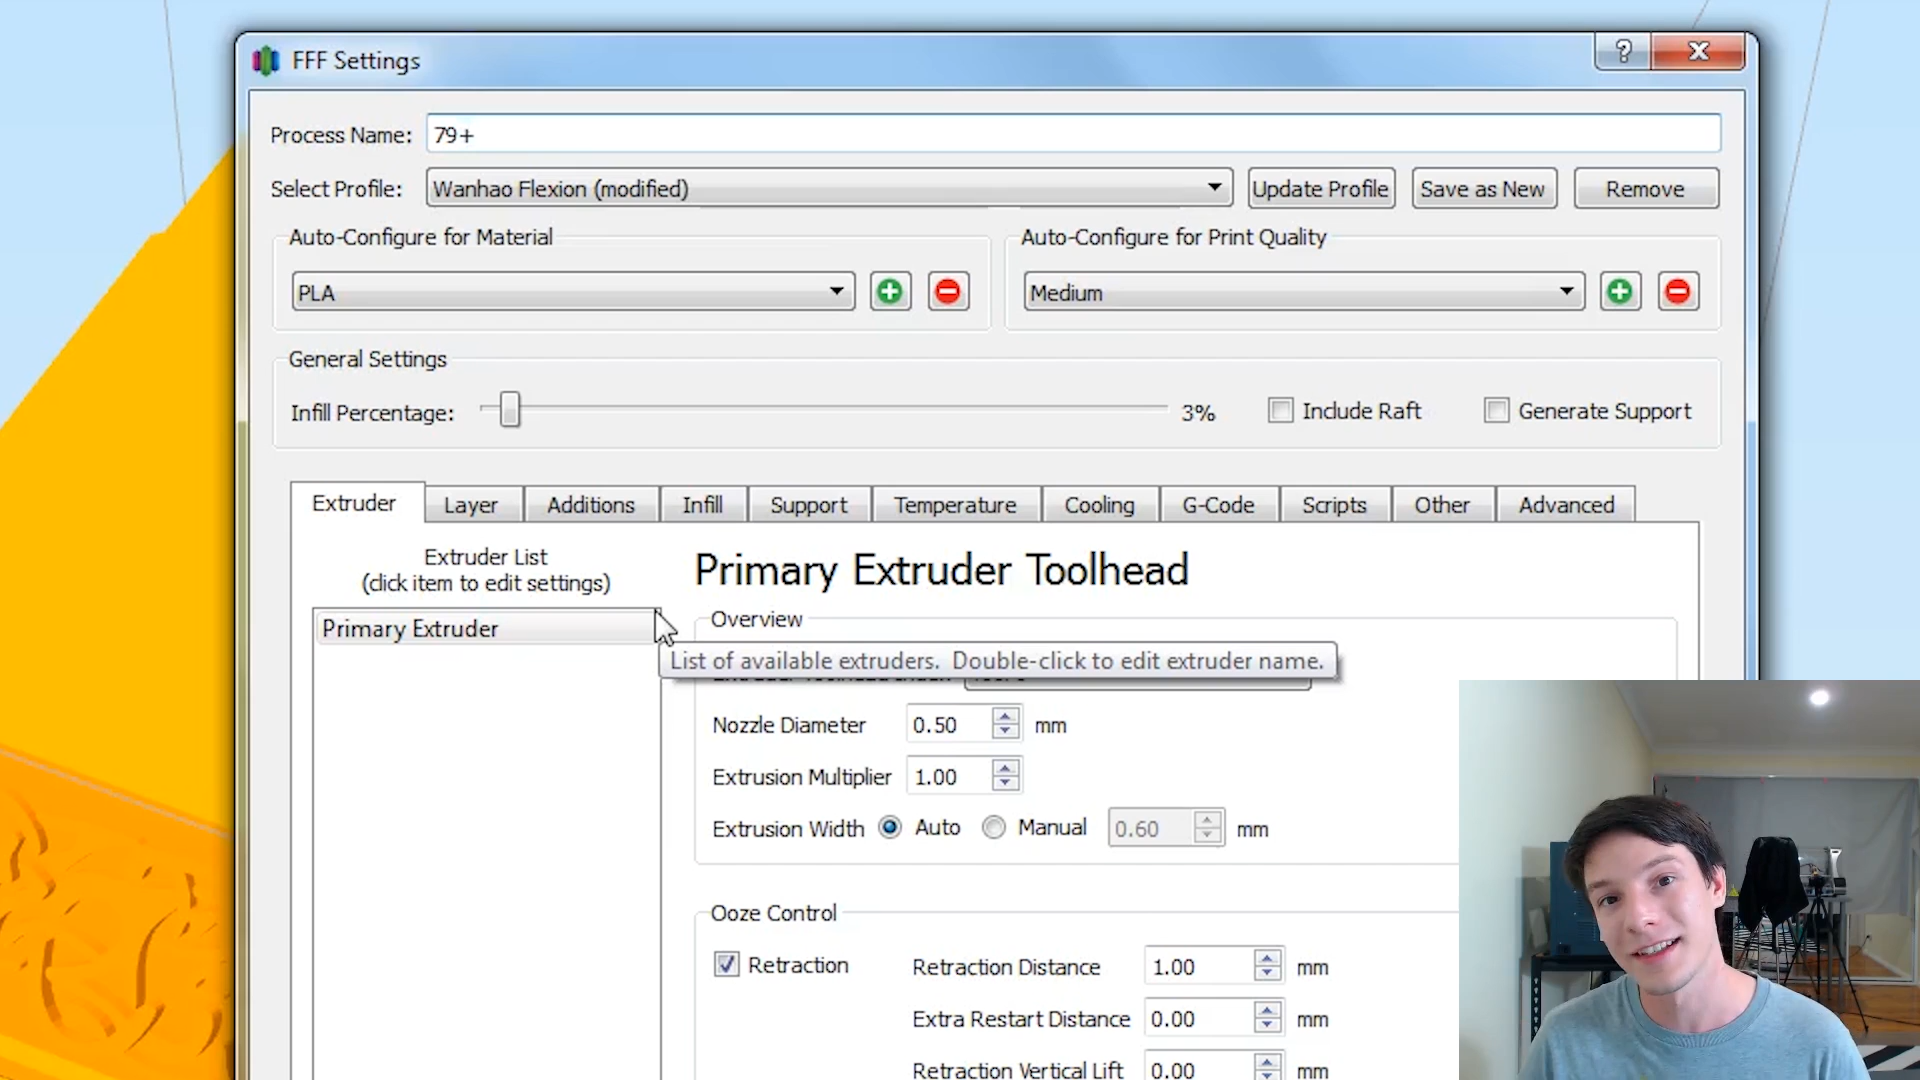 FFF Settings
Process Name: 79+
Select Profile: Wanhao Flexion (modified) Update Profile Save as New Remove
Auto-Configure for Material Auto-Configure for Print Quality
PLA Medium
General Settings
Infill Percentage: 3% Include Raft Generate Support
Extruder Layer Additions Infill Support Temperature Cooling G-Code Scripts Other Advanced
Extruder List
(click item to edit settings)
Primary Extruder
Primary Extruder Toolhead
Overview
List of available extruders. Double-click to edit extruder name.
Nozzle Diameter 0.50 mm
Extrusion Multiplier 1.00
Extrusion Width Auto Manual 0.60 mm
Ooze Control
Retraction Retraction Distance 1.00 mm
Extra Restart Distance 0.00 mm
Retraction Vertical Lift 0.00 mm